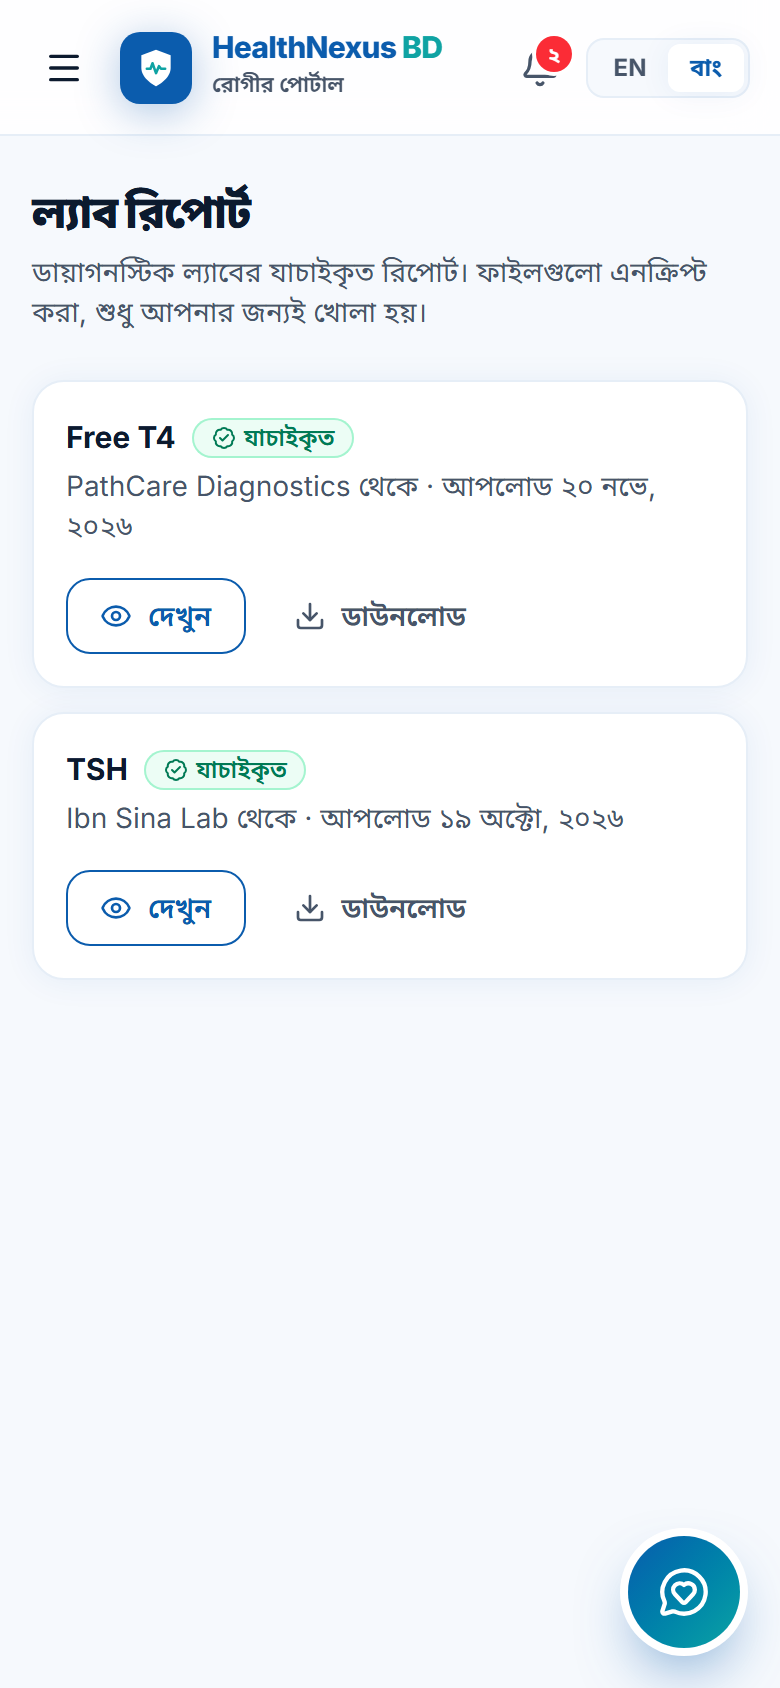 HealthNexus BD
রোগীর পোর্টাল
২
EN
বাং
ল্যাব রিপোর্ট
ডায়াগনস্টিক ল্যাবের যাচাইকৃত রিপোর্ট। ফাইলগুলো এনক্রিপ্ট
করা, শুধু আপনার জন্যই খোলা হয়।
Free T4 যাচাইকৃত
PathCare Diagnostics থেকে · আপলোড ২০ নভে,
২০২৬
দেখুন ডাউনলোড
TSH যাচাইকৃত
Ibn Sina Lab থেকে · আপলোড ১৯ অক্টো, ২০২৬
দেখুন ডাউনলোড